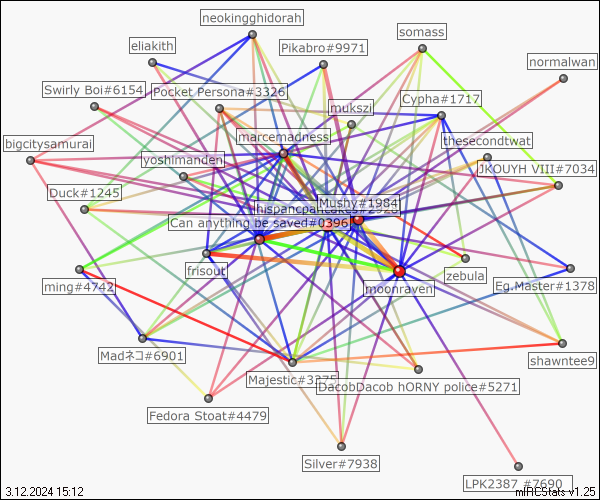 neokingghidorah
somass
eliakith
Pikabro#9971
normalwan
Swirly Boi#6154
Pocket Persona#3326
Cypha#1717
mukszi
marcemadness
thesecondtwat
bigcitysamurai
yoshimanden
JKOUYH VIII#7034
Duck#1245
Mushy#1984
Can anything be saved#0396
frisout
moonraven
zebula
ming#4742
Eg.Master#1378
Madネコ#6901
shawntee9
Majestic#3375
DacobDacob hORNY police#5271
Fedora Stoat#4479
Silver#7938
LPK2387 #7690
3.12.2024 15:12
mIRCStats v1.25